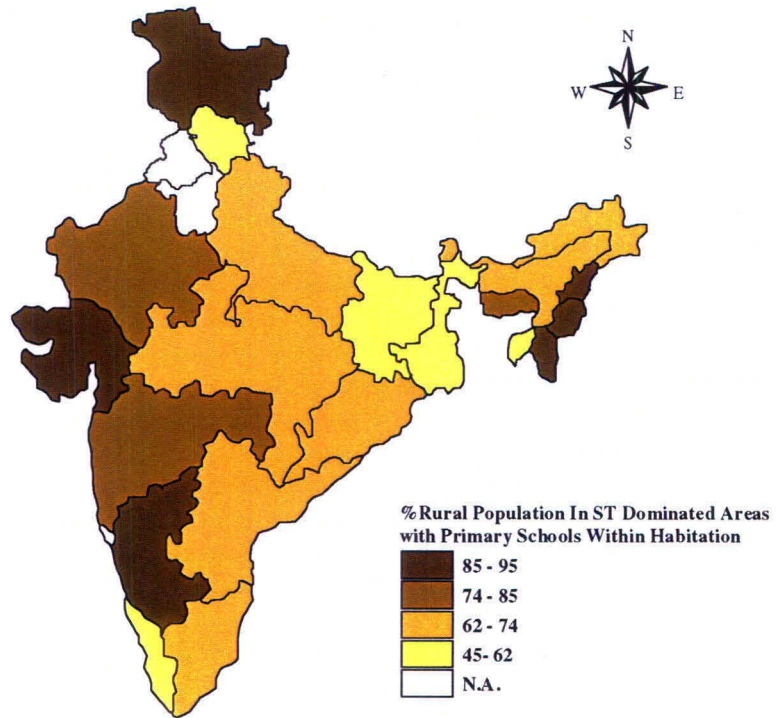 N
W E
S
%Rural Population In ST Dominated Areas
with Primary Schools Within Habitation
85 - 95
74 - 85
62 - 74
45- 62
N.A.